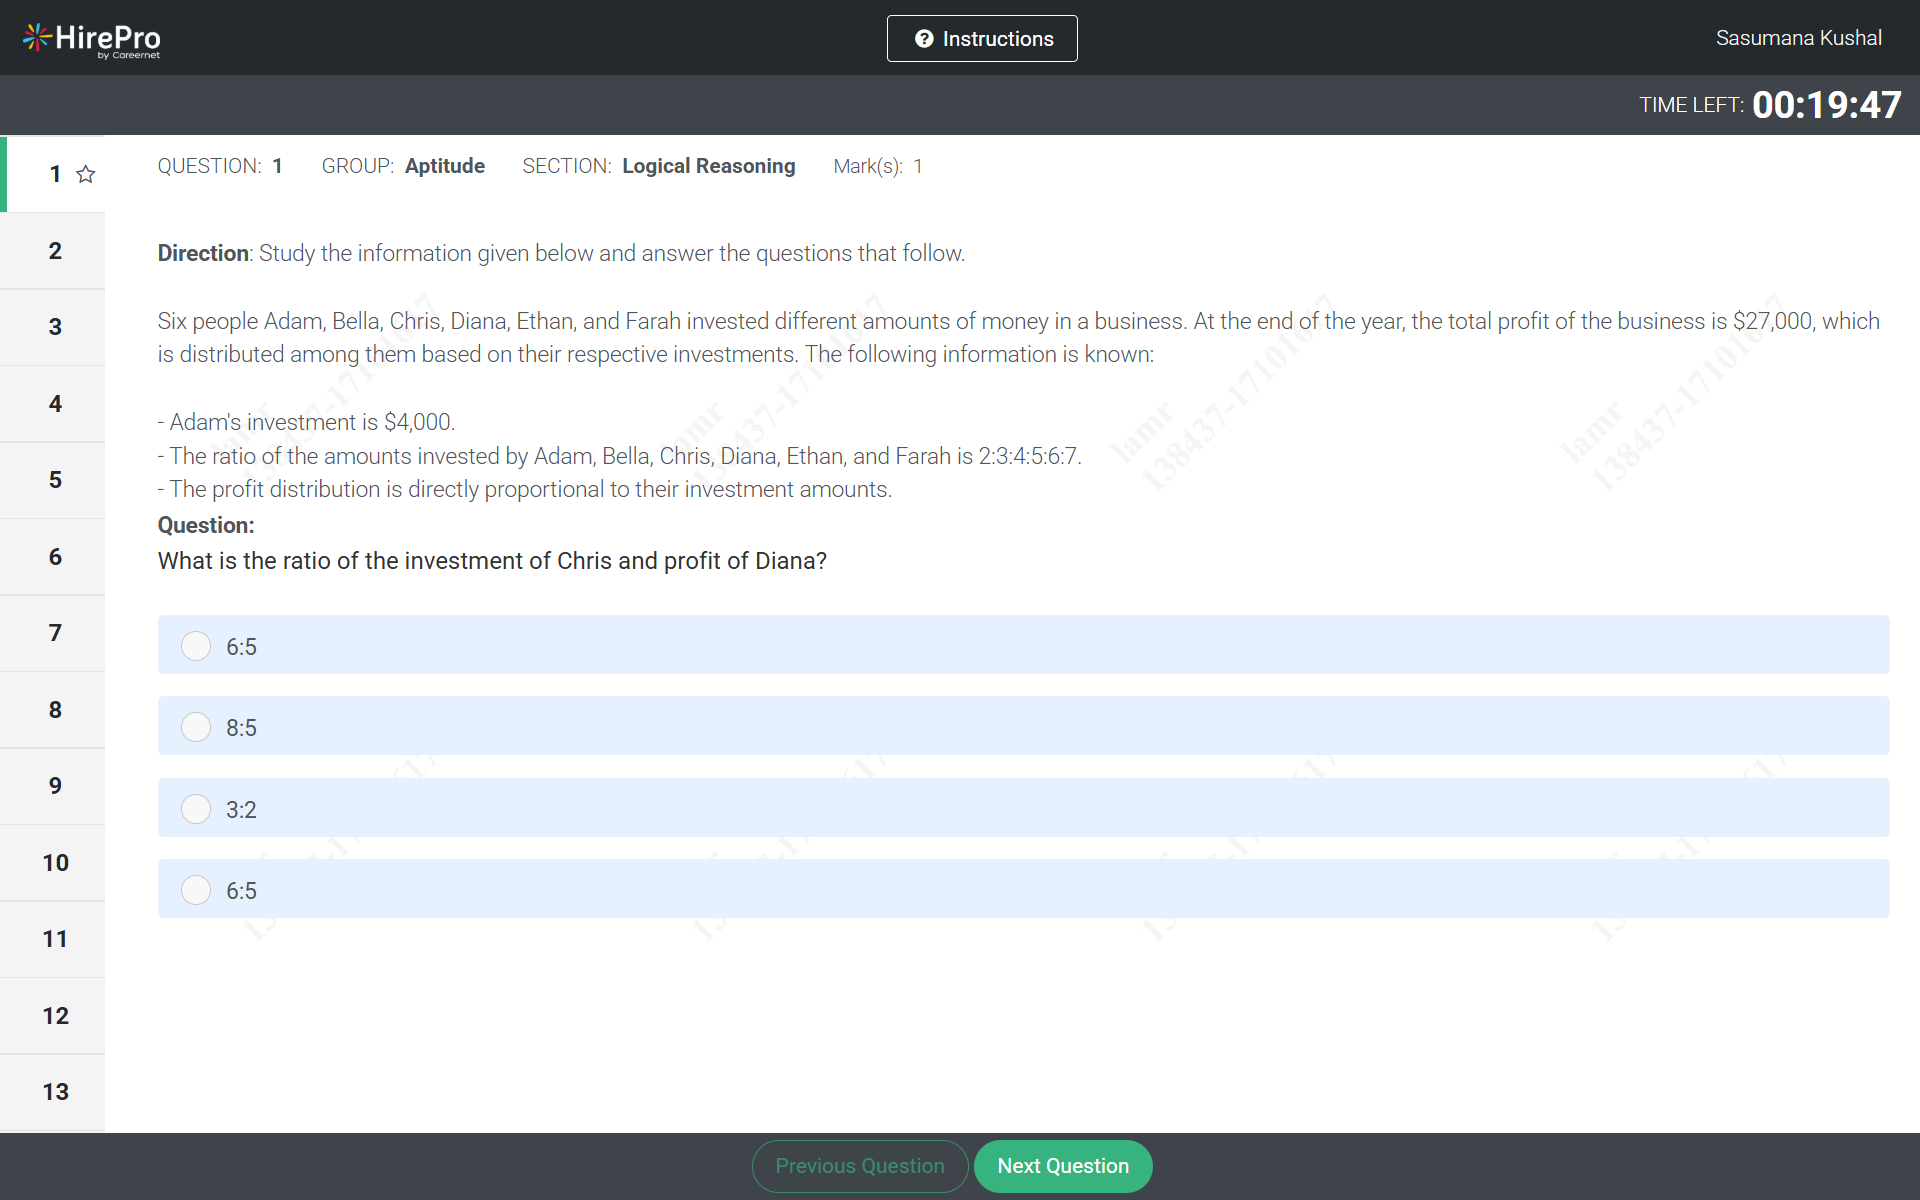 HirePro
by Careernet
Instructions
Sasumana Kushal
TIME LEFT: 00:19:47
1
QUESTION: 1 GROUP: Aptitude SECTION: Logical Reasoning Mark(s): 1
2
Direction: Study the information given below and answer the questions that follow.
3
Six people Adam, Bella, Chris, Diana, Ethan, and Farah invested different amounts of money in a business. At the end of the year, the total profit of the business is $27,000, which
is distributed among them based on their respective investments. The following information is known:
4
- Adam's investment is $4,000.
- The ratio of the amounts invested by Adam, Bella, Chris, Diana, Ethan, and Farah is 2:3:4:5:6:7.
5
- The profit distribution is directly proportional to their investment amounts.
Question:
6
What is the ratio of the investment of Chris and profit of Diana?
7
6:5
8
8:5
9
3:2
10
6:5
11
12
13
Previous Question
Next Question
lamr
138437-1710161